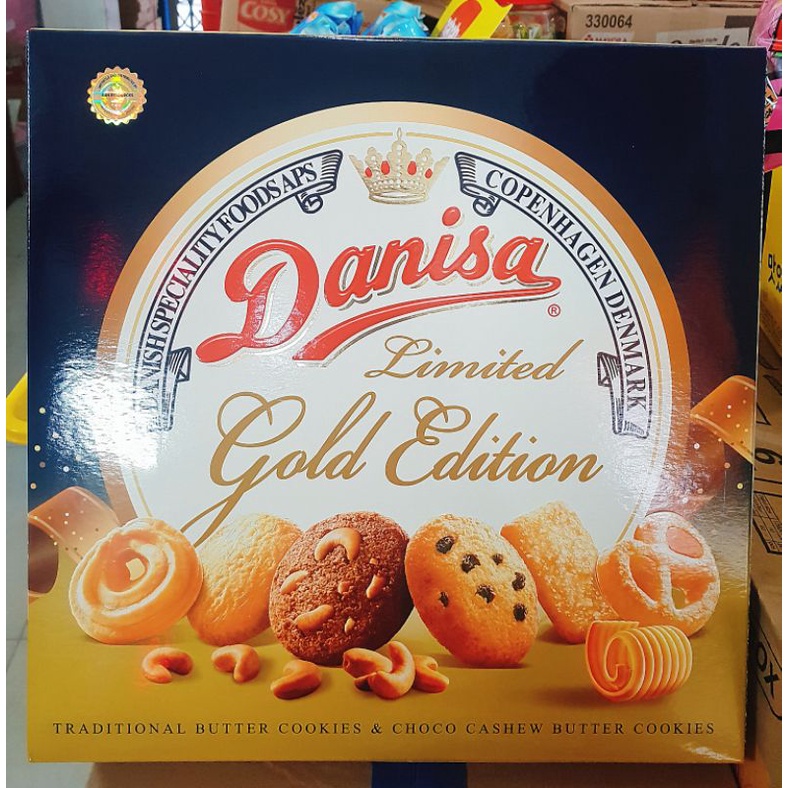 COSY
330064
DANISH SPECIALITY FOODS APS
COPENHAGEN DENMARK
Danisa
®
Limited
Gold Edition
TRADITIONAL BUTTER COOKIES & CHOCO CASHEW BUTTER COOKIES